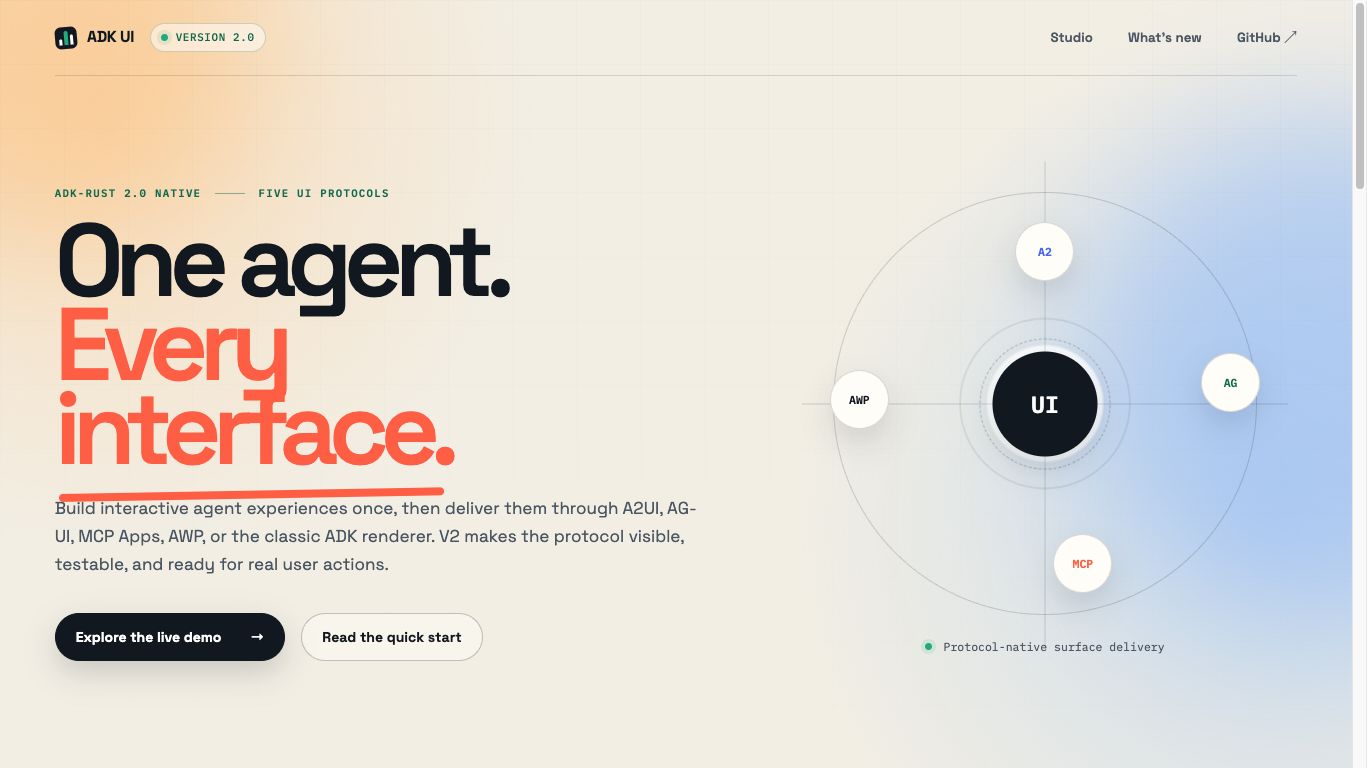 ADK UI
VERSION 2.0
Studio
What's new
GitHub ↗
ADK-RUST 2.0 NATIVE
FIVE UI PROTOCOLS
One agent.
Every
interface.
Build interactive agent experiences once, then deliver them through A2UI, AG-
UI, MCP Apps, AWP, or the classic ADK renderer. V2 makes the protocol visible,
testable, and ready for real user actions.
Explore the live demo →
Read the quick start
A2
AWP
UI
AG
MCP
Protocol-native surface delivery